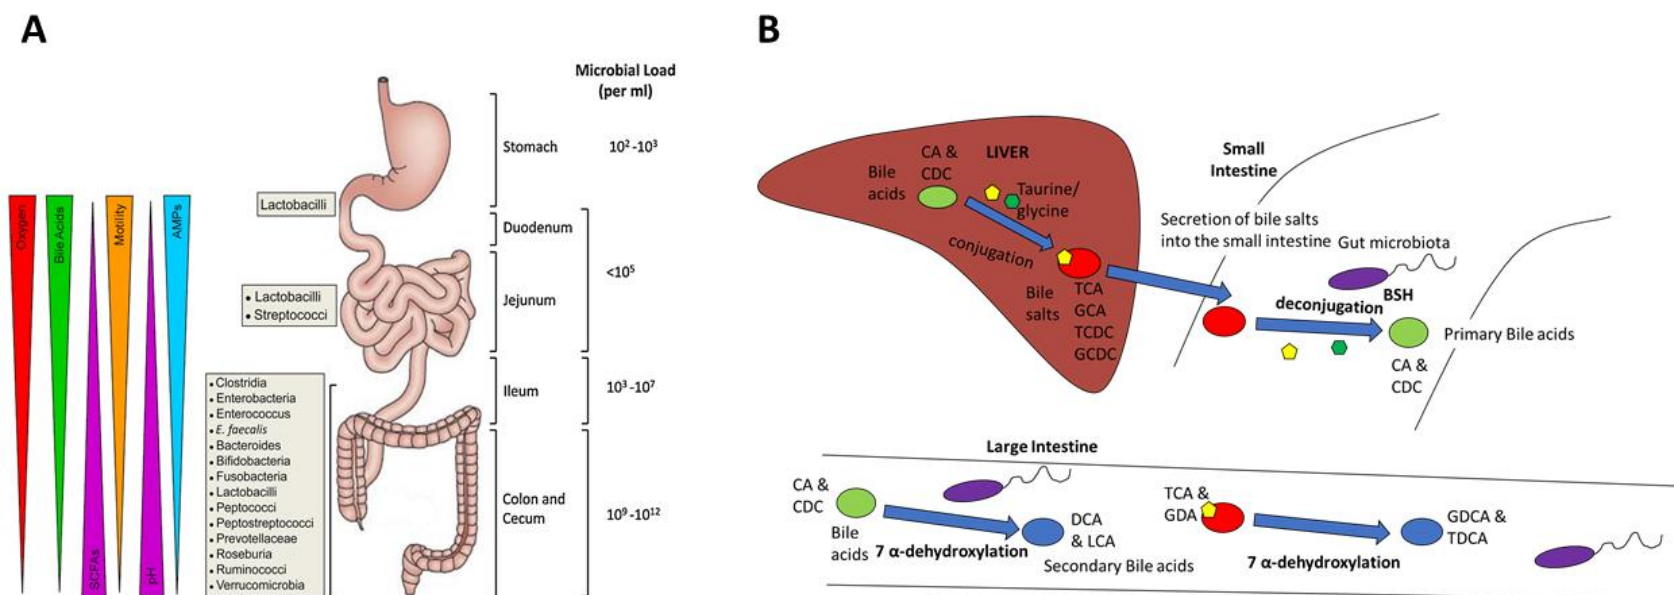 A
Microbial Load
(per ml)
Oxygen
Bile Acids
SCFAs
Motility
pH
AMPs
Lactobacilli
• Lactobacilli
• Streptococci
• Clostridia
• Enterobacteria
• Enterococcus
• E. faecalis
• Bacteroides
• Bifidobacteria
• Fusobacteria
• Lactobacilli
• Peptococci
• Peptostreptococci
• Prevotellaceae
• Roseburia
• Ruminococci
• Verrucomicrobia
Stomach
10²-10³
Duodenum
<10⁵
Jejunum
Ileum
10³-10⁷
Colon and
Cecum
10⁹-10¹²
B
LIVER
Bile
acids
CA &
CDC
Taurine/
glycine
conjugation
Bile
salts
TCA
GCA
TCDC
GCDC
Small
Intestine
Secretion of bile salts
into the small intestine
Gut microbiota
BSH
deconjugation
Primary Bile acids
CA &
CDC
Large Intestine
CA &
CDC
Bile
acids
7 α-dehydroxylation
DCA
& LCA
Secondary Bile acids
TCA &
GDA
7 α-dehydroxylation
GDCA &
TDCA